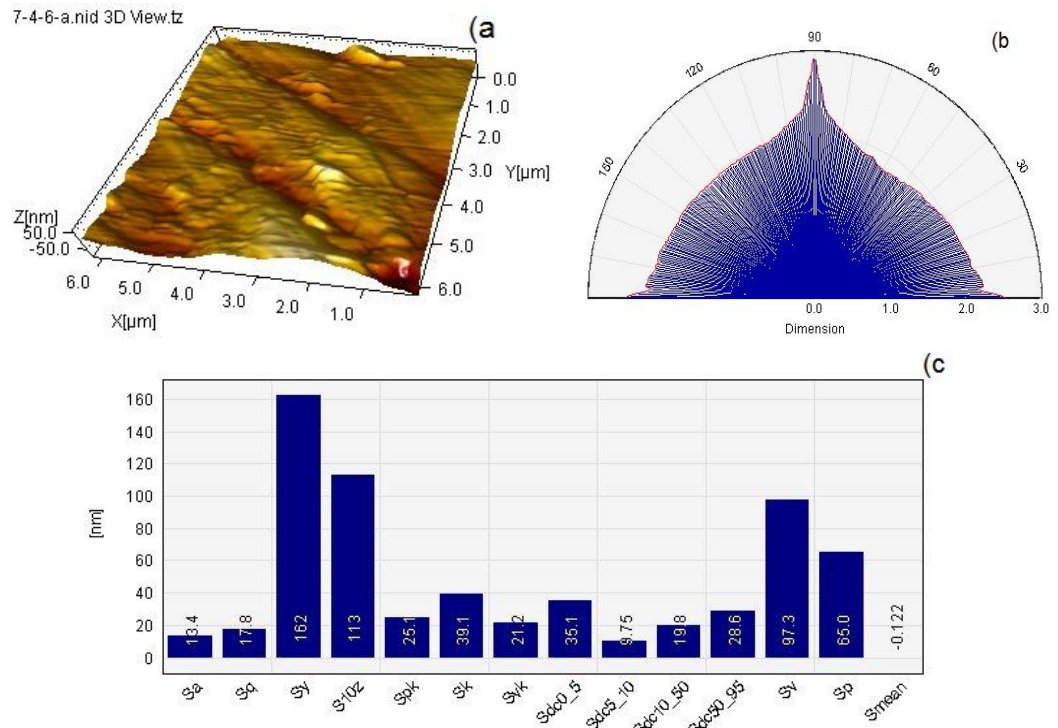 7-4-6-a.nid 3D View.tz
(a
0.0
1.0
2.0
3.0 Y[µm]
4.0
5.0
6.0
Z[nm]
50.0
-50.0
6.0 5.0 4.0 3.0 2.0 1.0
X[µm]
(b)
90
120 60
150 30
0.0 1.0 2.0 3.0
Dimension
(c
[nm]
160
140
120
100
80
60
40
20
0
13.4 17.8 162 113 25.1 39.1 21.2 35.1 9.75 19.8 28.6 97.3 65.0 -0.122
Sa Sq Sy S10z Spk Sk Svk Sdc0_5 Sdc5_10 Sdc10_50 Sdc50_95 Sv Sp Smean